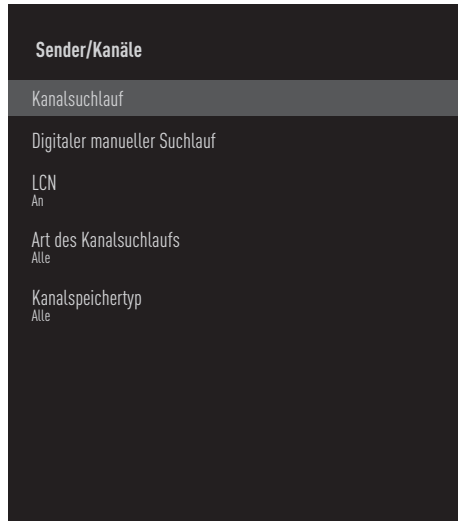 Sender/Kanäle
Kanalsuchlauf
Digitaler manueller Suchlauf
LCN
An
Art des Kanalsuchlaufs
Alle
Kanalspeichertyp
Alle